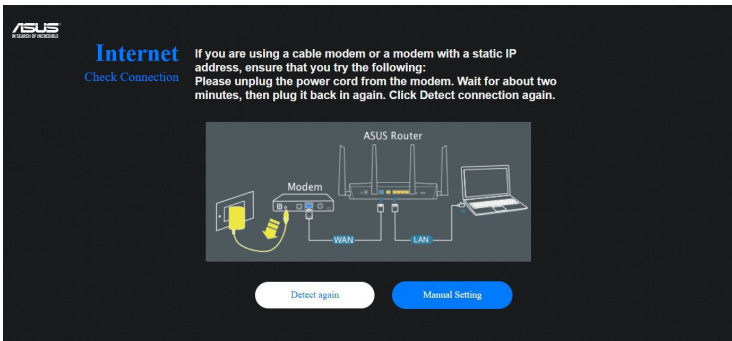 ASUS
IN SEARCH OF INCREDIBLE
Internet
Check Connection
If you are using a cable modem or a modem with a static IP
address, ensure that you try the following:
Please unplug the power cord from the modem. Wait for about two
minutes, then plug it back in again. Click Detect connection again.
ASUS Router
Modem
WAN
LAN
Detect again
Manual Setting